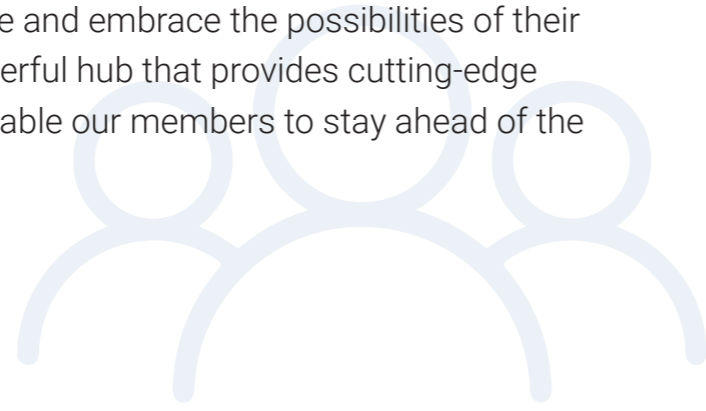 e and embrace the possibilities of their
erful hub that provides cutting-edge
able our members to stay ahead of the